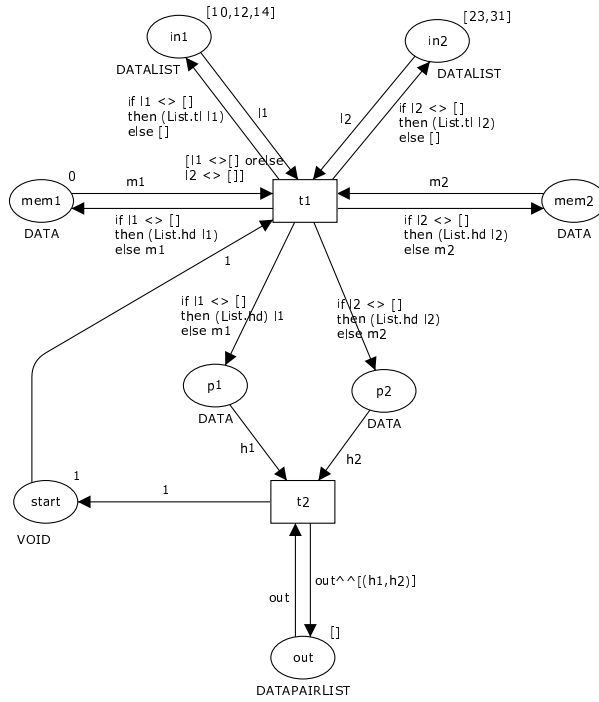 [10,12,14]
[23,31]
in1
in2
DATALIST
DATALIST
if l1 <> []
then (List.tl l1)
else []
l1
l2
if l2 <> []
then (List.tl l2)
else []
[l1 <>[] orelse
l2 <> []]
0
m1
m2
mem1
t1
mem2
DATA
DATA
if l1 <> []
then (List.hd l1)
else m1
if l2 <> []
then (List.hd l2)
else m2
1
if l1 <> []
then (List.hd) l1
else m1
if l2 <> []
then (List.hd l2)
else m2
p1
p2
DATA
DATA
h1
h2
1
1
start
t2
VOID
out^^[(h1,h2)]
out
[]
out
DATAPAIRLIST